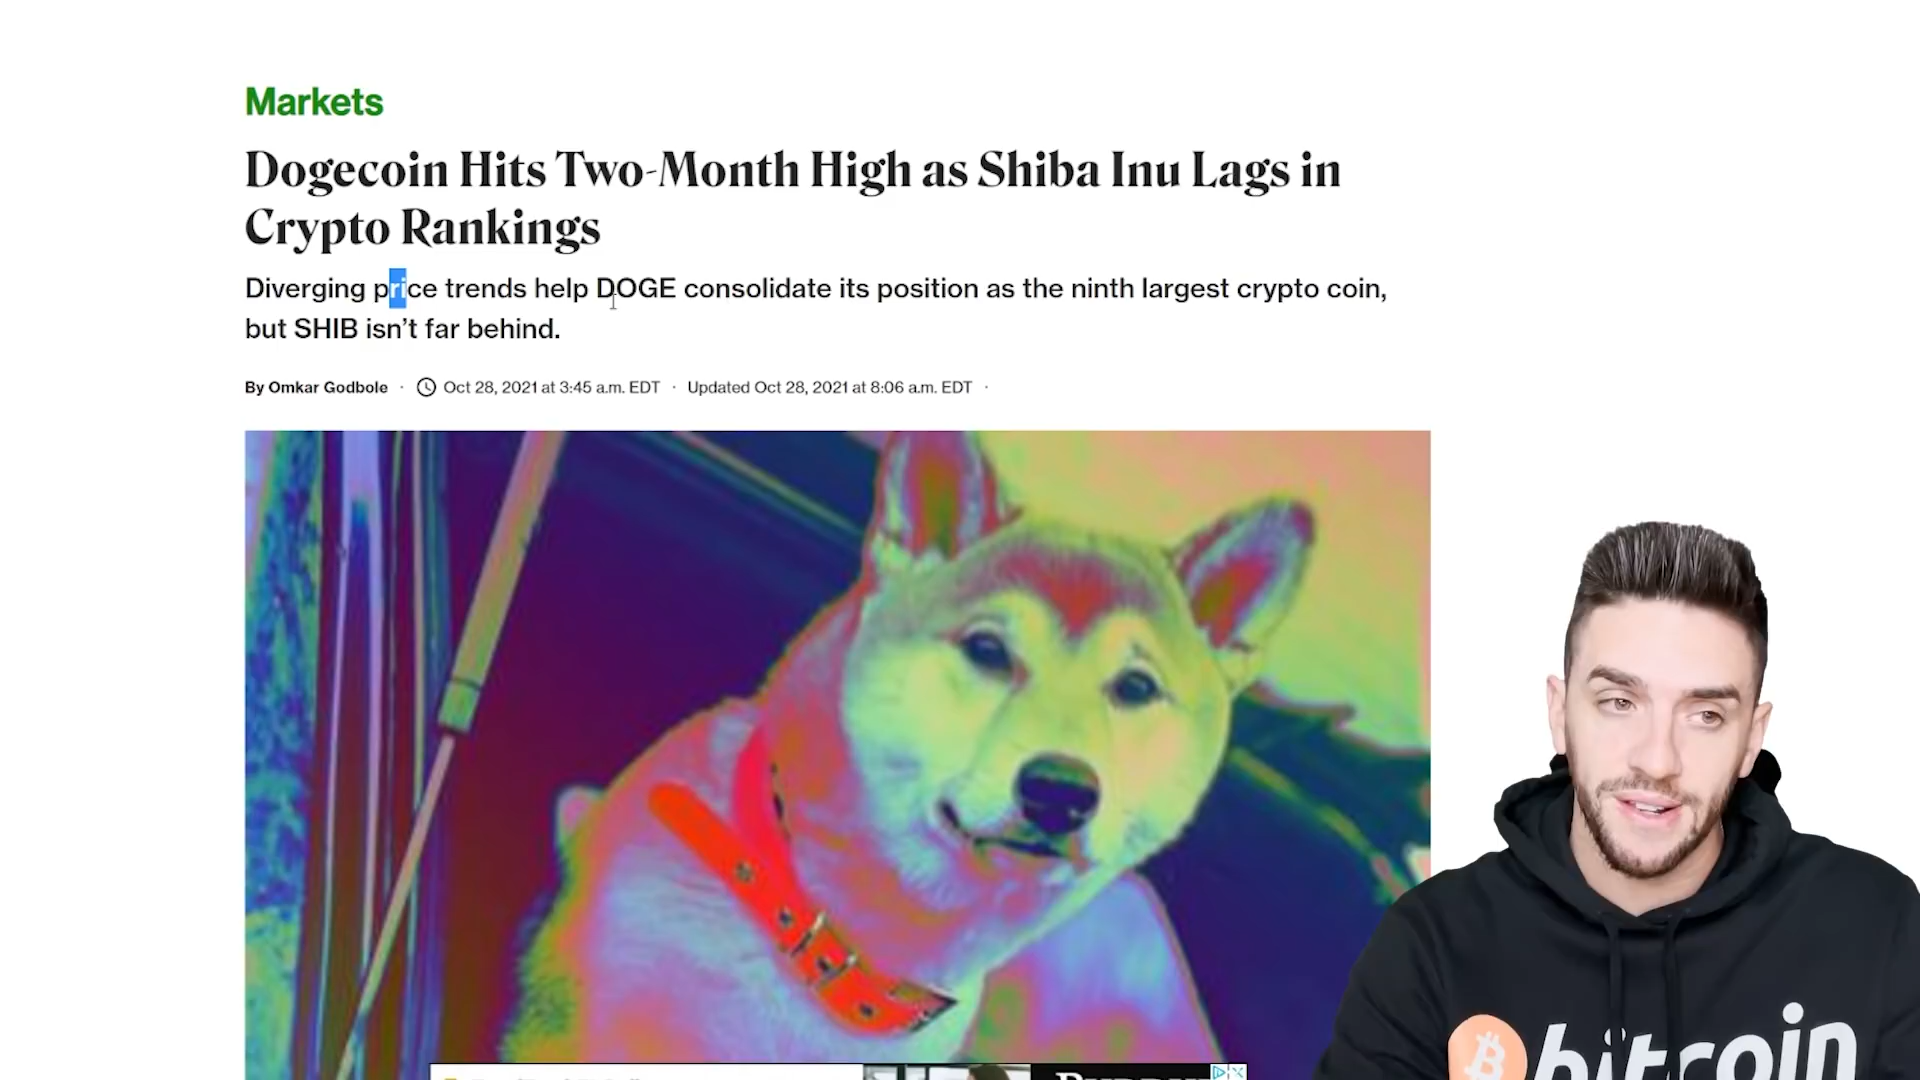 Markets
Dogecoin Hits Two-Month High as Shiba Inu Lags in
Crypto Rankings
Diverging price trends help DOGE consolidate its position as the ninth largest crypto coin,
but SHIB isn’t far behind.
By Omkar Godbole · Oct 28, 2021 at 3:45 a.m. EDT · Updated Oct 28, 2021 at 8:06 a.m. EDT ·
bitcoin